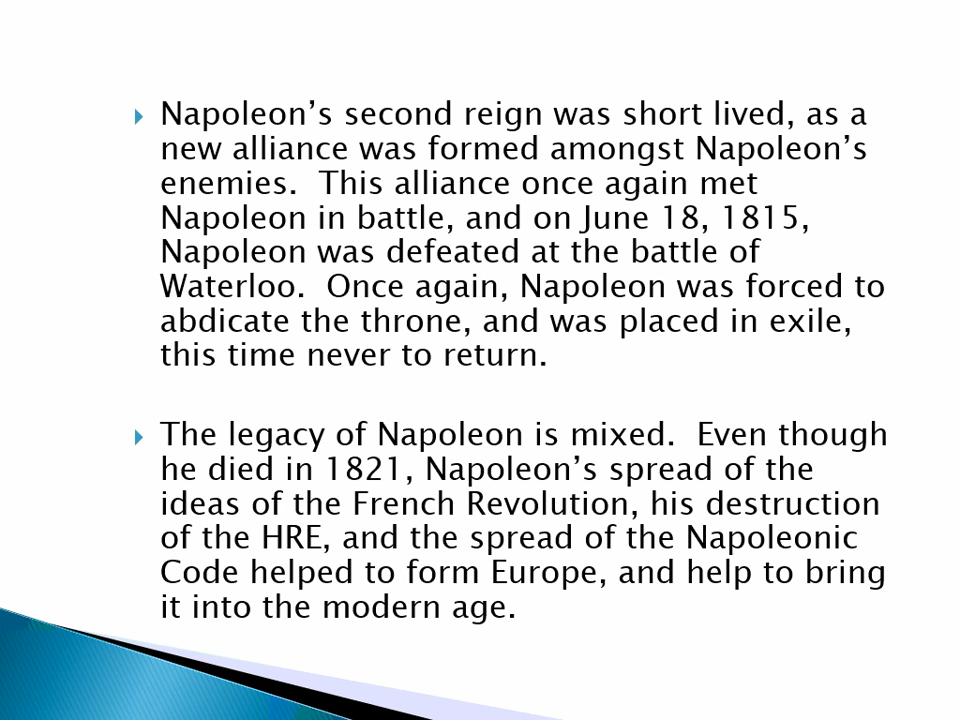 Napoleon’s second reign was short lived, as a
new alliance was formed amongst Napoleon’s
enemies.  This alliance once again met
Napoleon in battle, and on June 18, 1815,
Napoleon was defeated at the battle of
Waterloo.  Once again, Napoleon was forced to
abdicate the throne, and was placed in exile,
this time never to return.
The legacy of Napoleon is mixed.  Even though
he died in 1821, Napoleon’s spread of the
ideas of the French Revolution, his destruction
of the HRE, and the spread of the Napoleonic
Code helped to form Europe, and help to bring
it into the modern age.